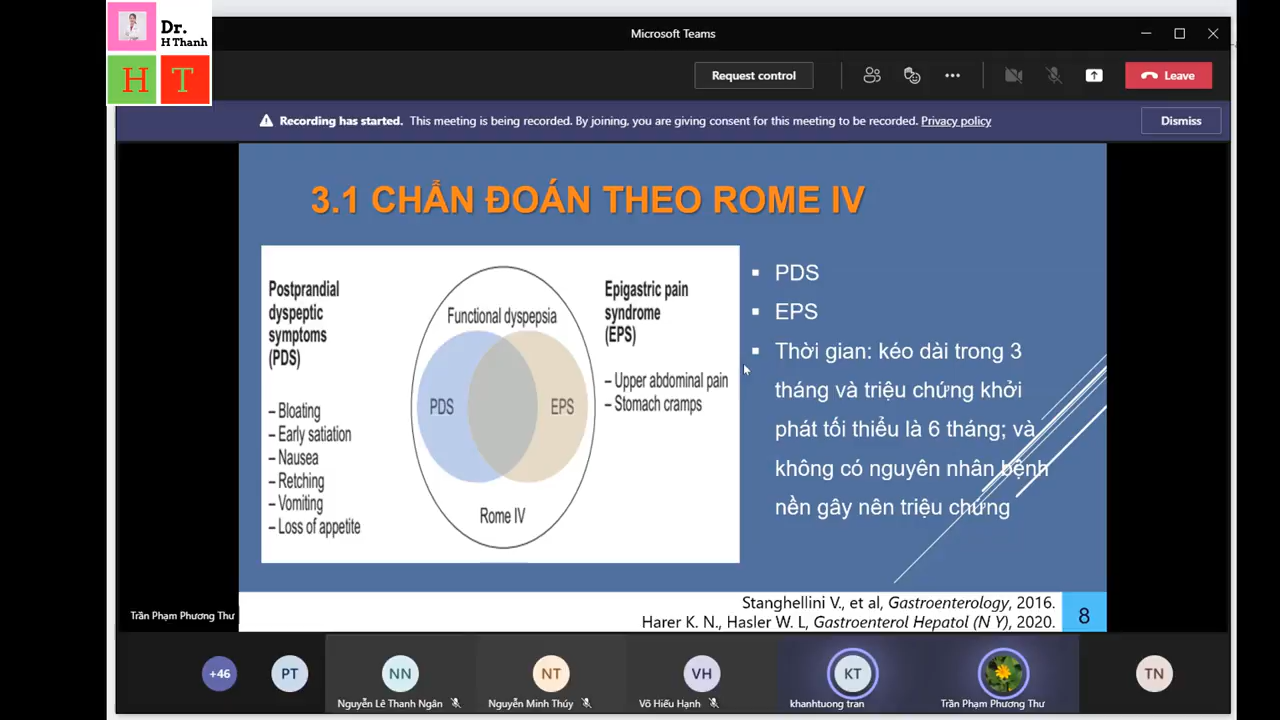 Dr.
H Thanh
H T
Microsoft Teams
Request control
Leave
Recording has started. This meeting is being recorded. By joining, you are giving consent for this meeting to be recorded. Privacy policy
Dismiss
3.1 CHẨN ĐOÁN THEO ROME IV
Postprandial
dyspeptic
symptoms
(PDS)
– Bloating
– Early satiation
– Nausea
– Retching
– Vomiting
– Loss of appetite
Functional dyspepsia
PDS
EPS
Rome IV
Epigastric pain
syndrome
(EPS)
– Upper abdominal pain
– Stomach cramps
▪ PDS
▪ EPS
▪ Thời gian: kéo dài trong 3
tháng và triệu chứng khởi
phát tối thiểu là 6 tháng; và
không có nguyên nhân bệnh
nền gây nên triệu chứng
Stanghellini V., et al, Gastroenterology, 2016.
Harer K. N., Hasler W. L, Gastroenterol Hepatol (N Y), 2020.
8
Trần Phạm Phương Thư
+46
PT
NN
Nguyễn Lê Thanh Ngân
NT
Nguyễn Minh Thúy
VH
Võ Hiếu Hạnh
KT
khanhtuong tran
Trần Phạm Phương Thư
TN